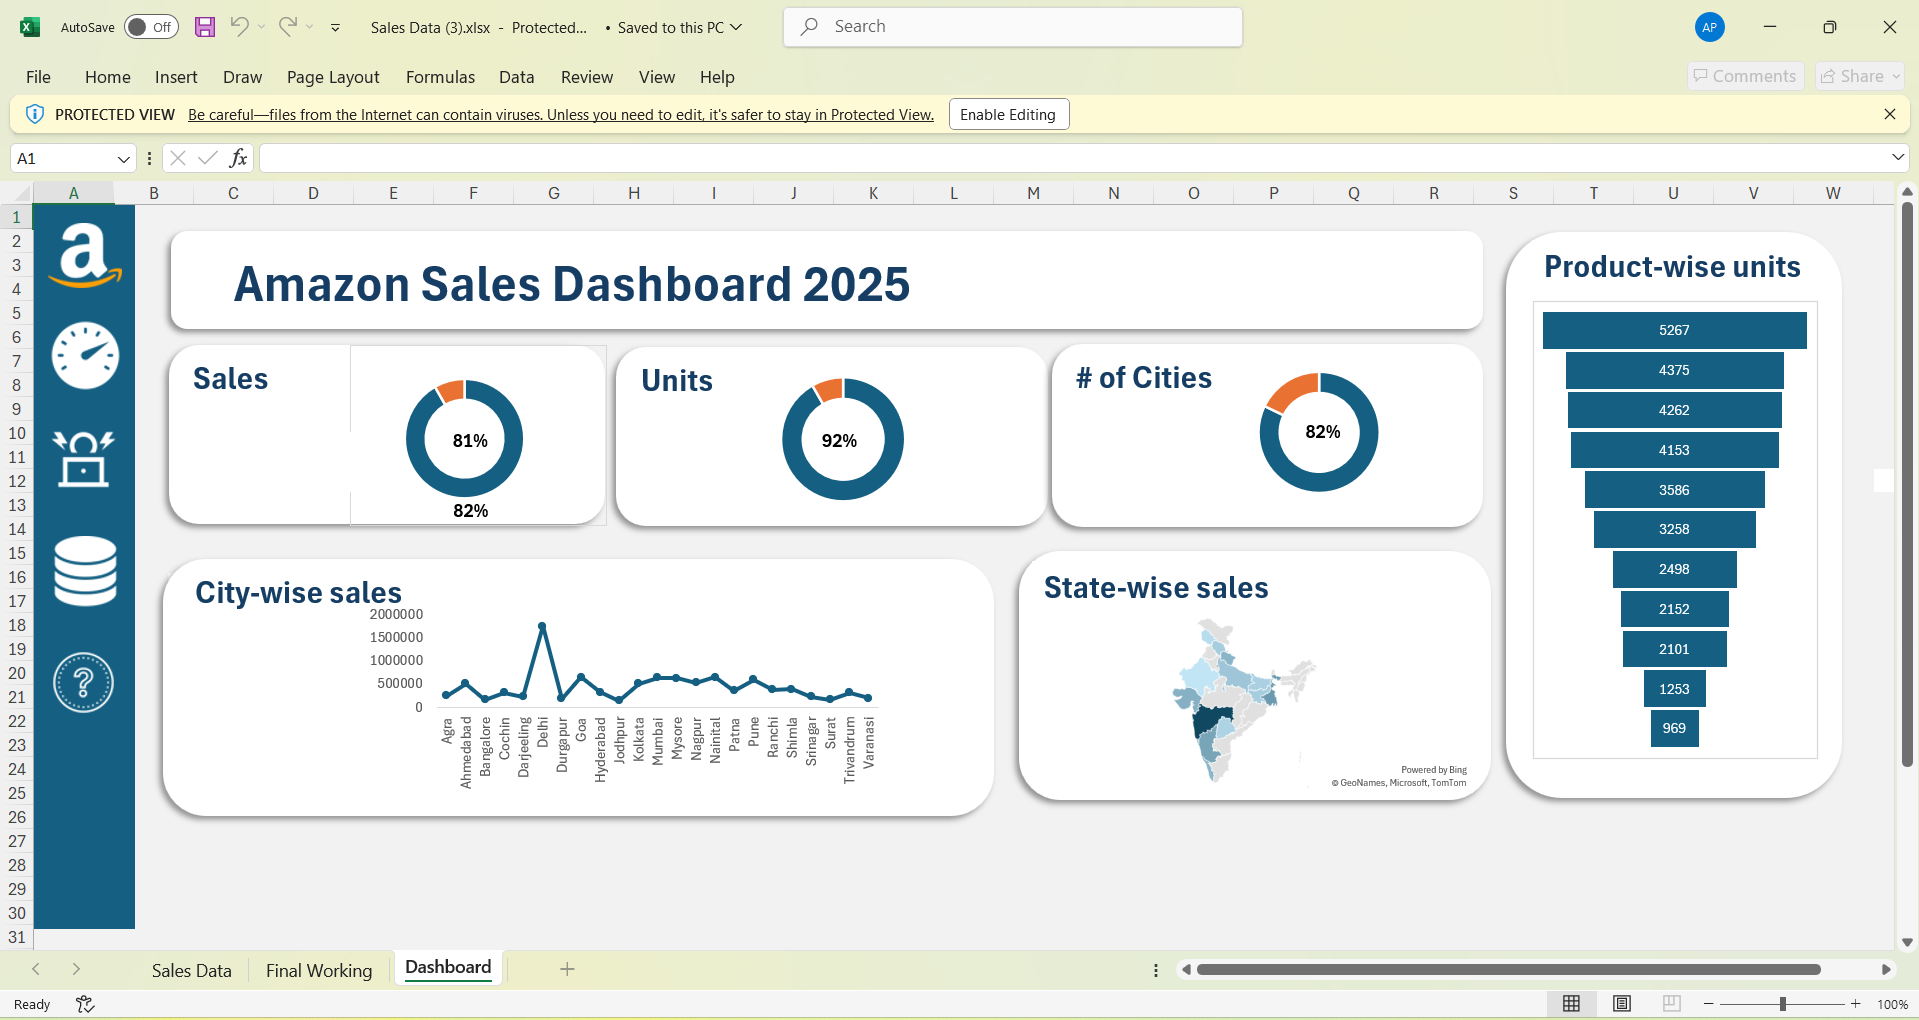 AutoSave Off Sales Data (3).xlsx - Protected... • Saved to this PC Search AP
File Home Insert Draw Page Layout Formulas Data Review View Help Comments Share
PROTECTED VIEW Be careful—files from the Internet can contain viruses. Unless you need to edit, it's safer to stay in Protected View. Enable Editing
A1 fx
A B C D E F G H I J K L M N O P Q R S T U V W
1
2
3
4
5
6
7
8
9
10
11
12
13
14
15
16
17
18
19
20
21
22
23
24
25
26
27
28
29
30
31
a
?
Amazon Sales Dashboard 2025
Sales
81%
82%
Units
92%
# of Cities
82%
Product-wise units
5267
4375
4262
4153
3586
3258
2498
2152
2101
1253
969
City-wise sales
2000000
1500000
1000000
500000
0
Agra
Ahmedabad
Bangalore
Cochin
Darjeeling
Delhi
Durgapur
Goa
Hyderabad
Jodhpur
Kolkata
Mumbai
Mysore
Nagpur
Nainital
Patna
Pune
Ranchi
Shimla
Srinagar
Surat
Trivandrum
Varanasi
State-wise sales
Powered by Bing
© GeoNames, Microsoft, TomTom
Sales Data Final Working Dashboard
Ready 100%